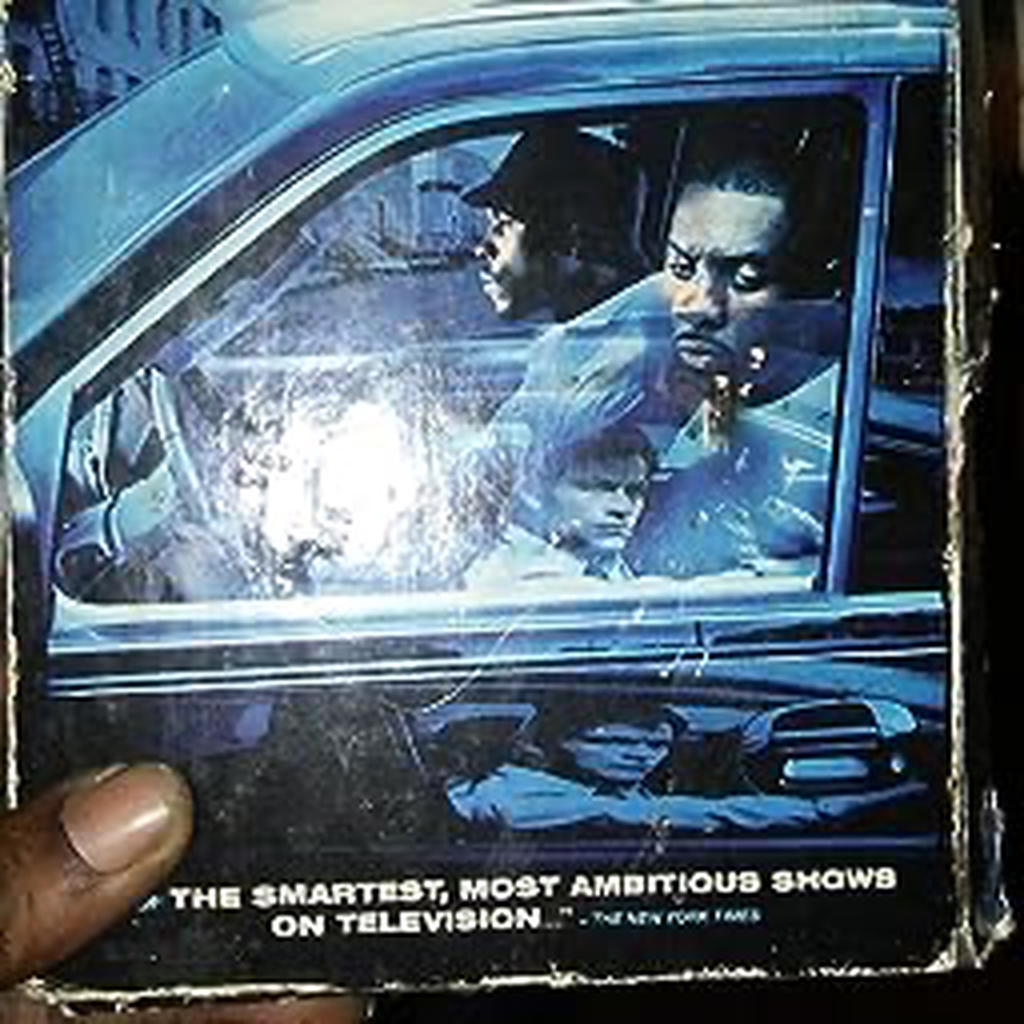 THE SMARTEST, MOST AMBITIOUS SHOWS
ON TELEVISION..." - THE NEW YORK TIMES